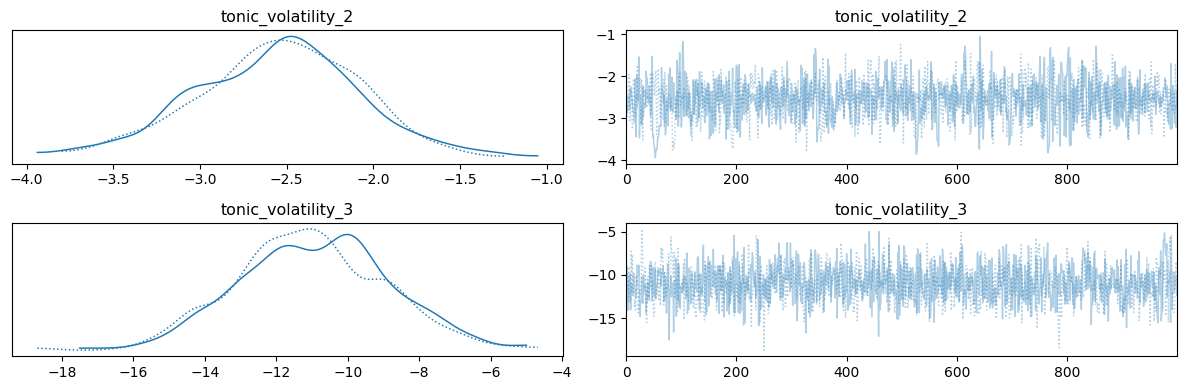 tonic_volatility_2
−4.0 −3.5 −3.0 −2.5 −2.0 −1.5 −1.0
tonic_volatility_2
−1
−2
−3
−4
0 200 400 600 800
tonic_volatility_3
−18 −16 −14 −12 −10 −8 −6 −4
tonic_volatility_3
−5
−10
−15
0 200 400 600 800